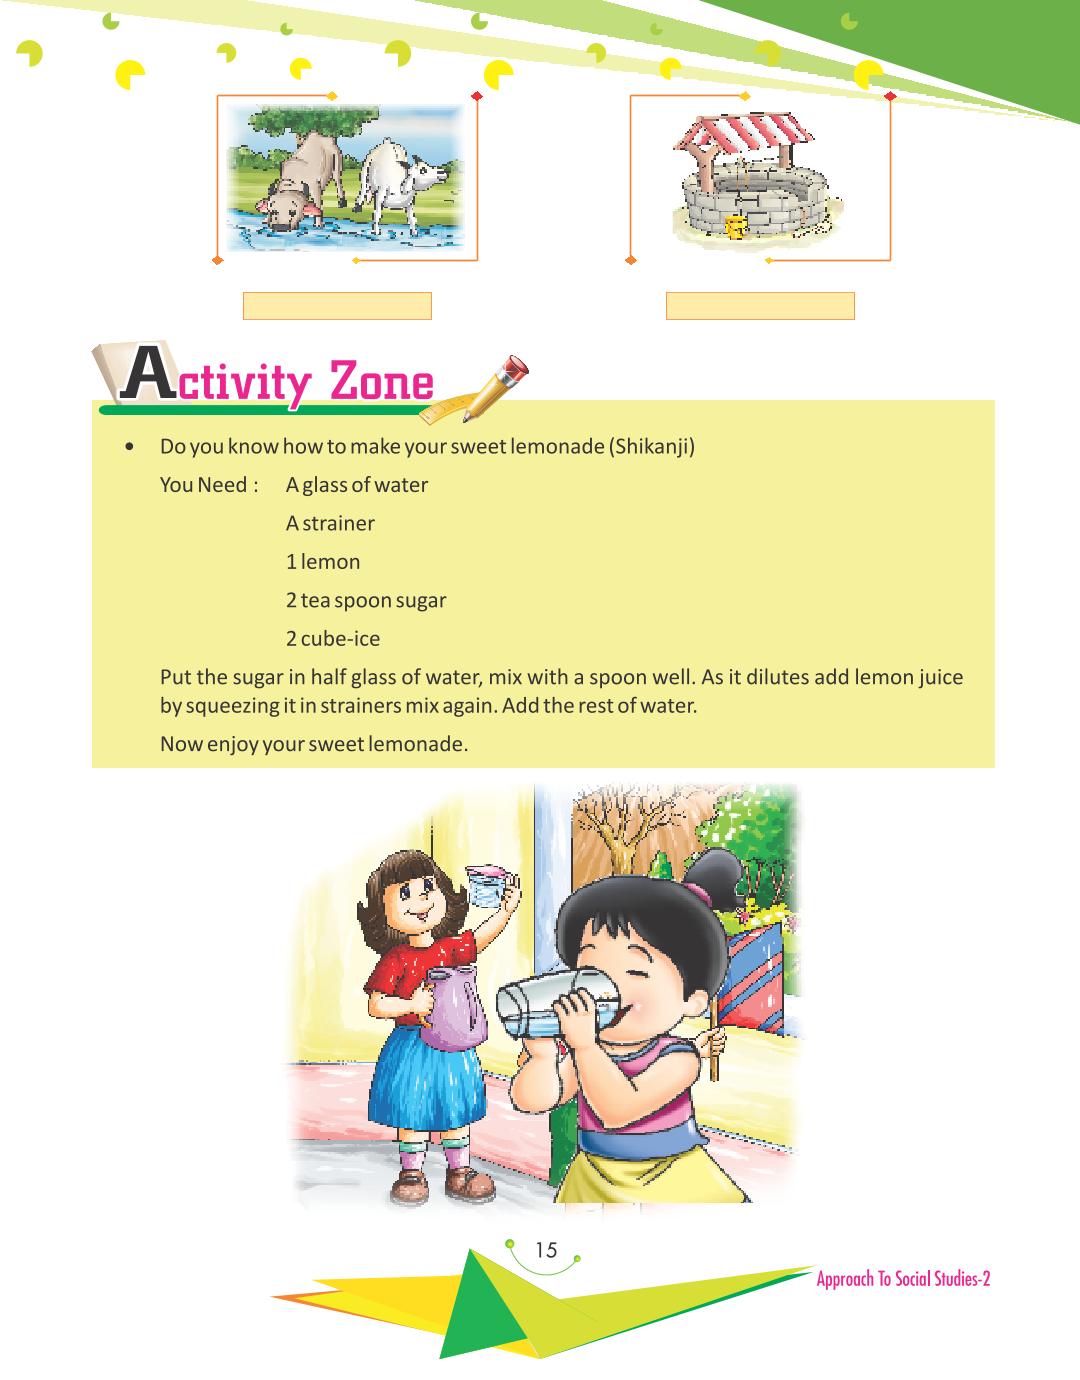 Activity Zone
• Do you know how to make your sweet lemonade (Shikanji)
You Need : A glass of water
A strainer
1 lemon
2 tea spoon sugar
2 cube-ice
Put the sugar in half glass of water, mix with a spoon well. As it dilutes add lemon juice
by squeezing it in strainers mix again. Add the rest of water.
Now enjoy your sweet lemonade.
15
Approach To Social Studies-2